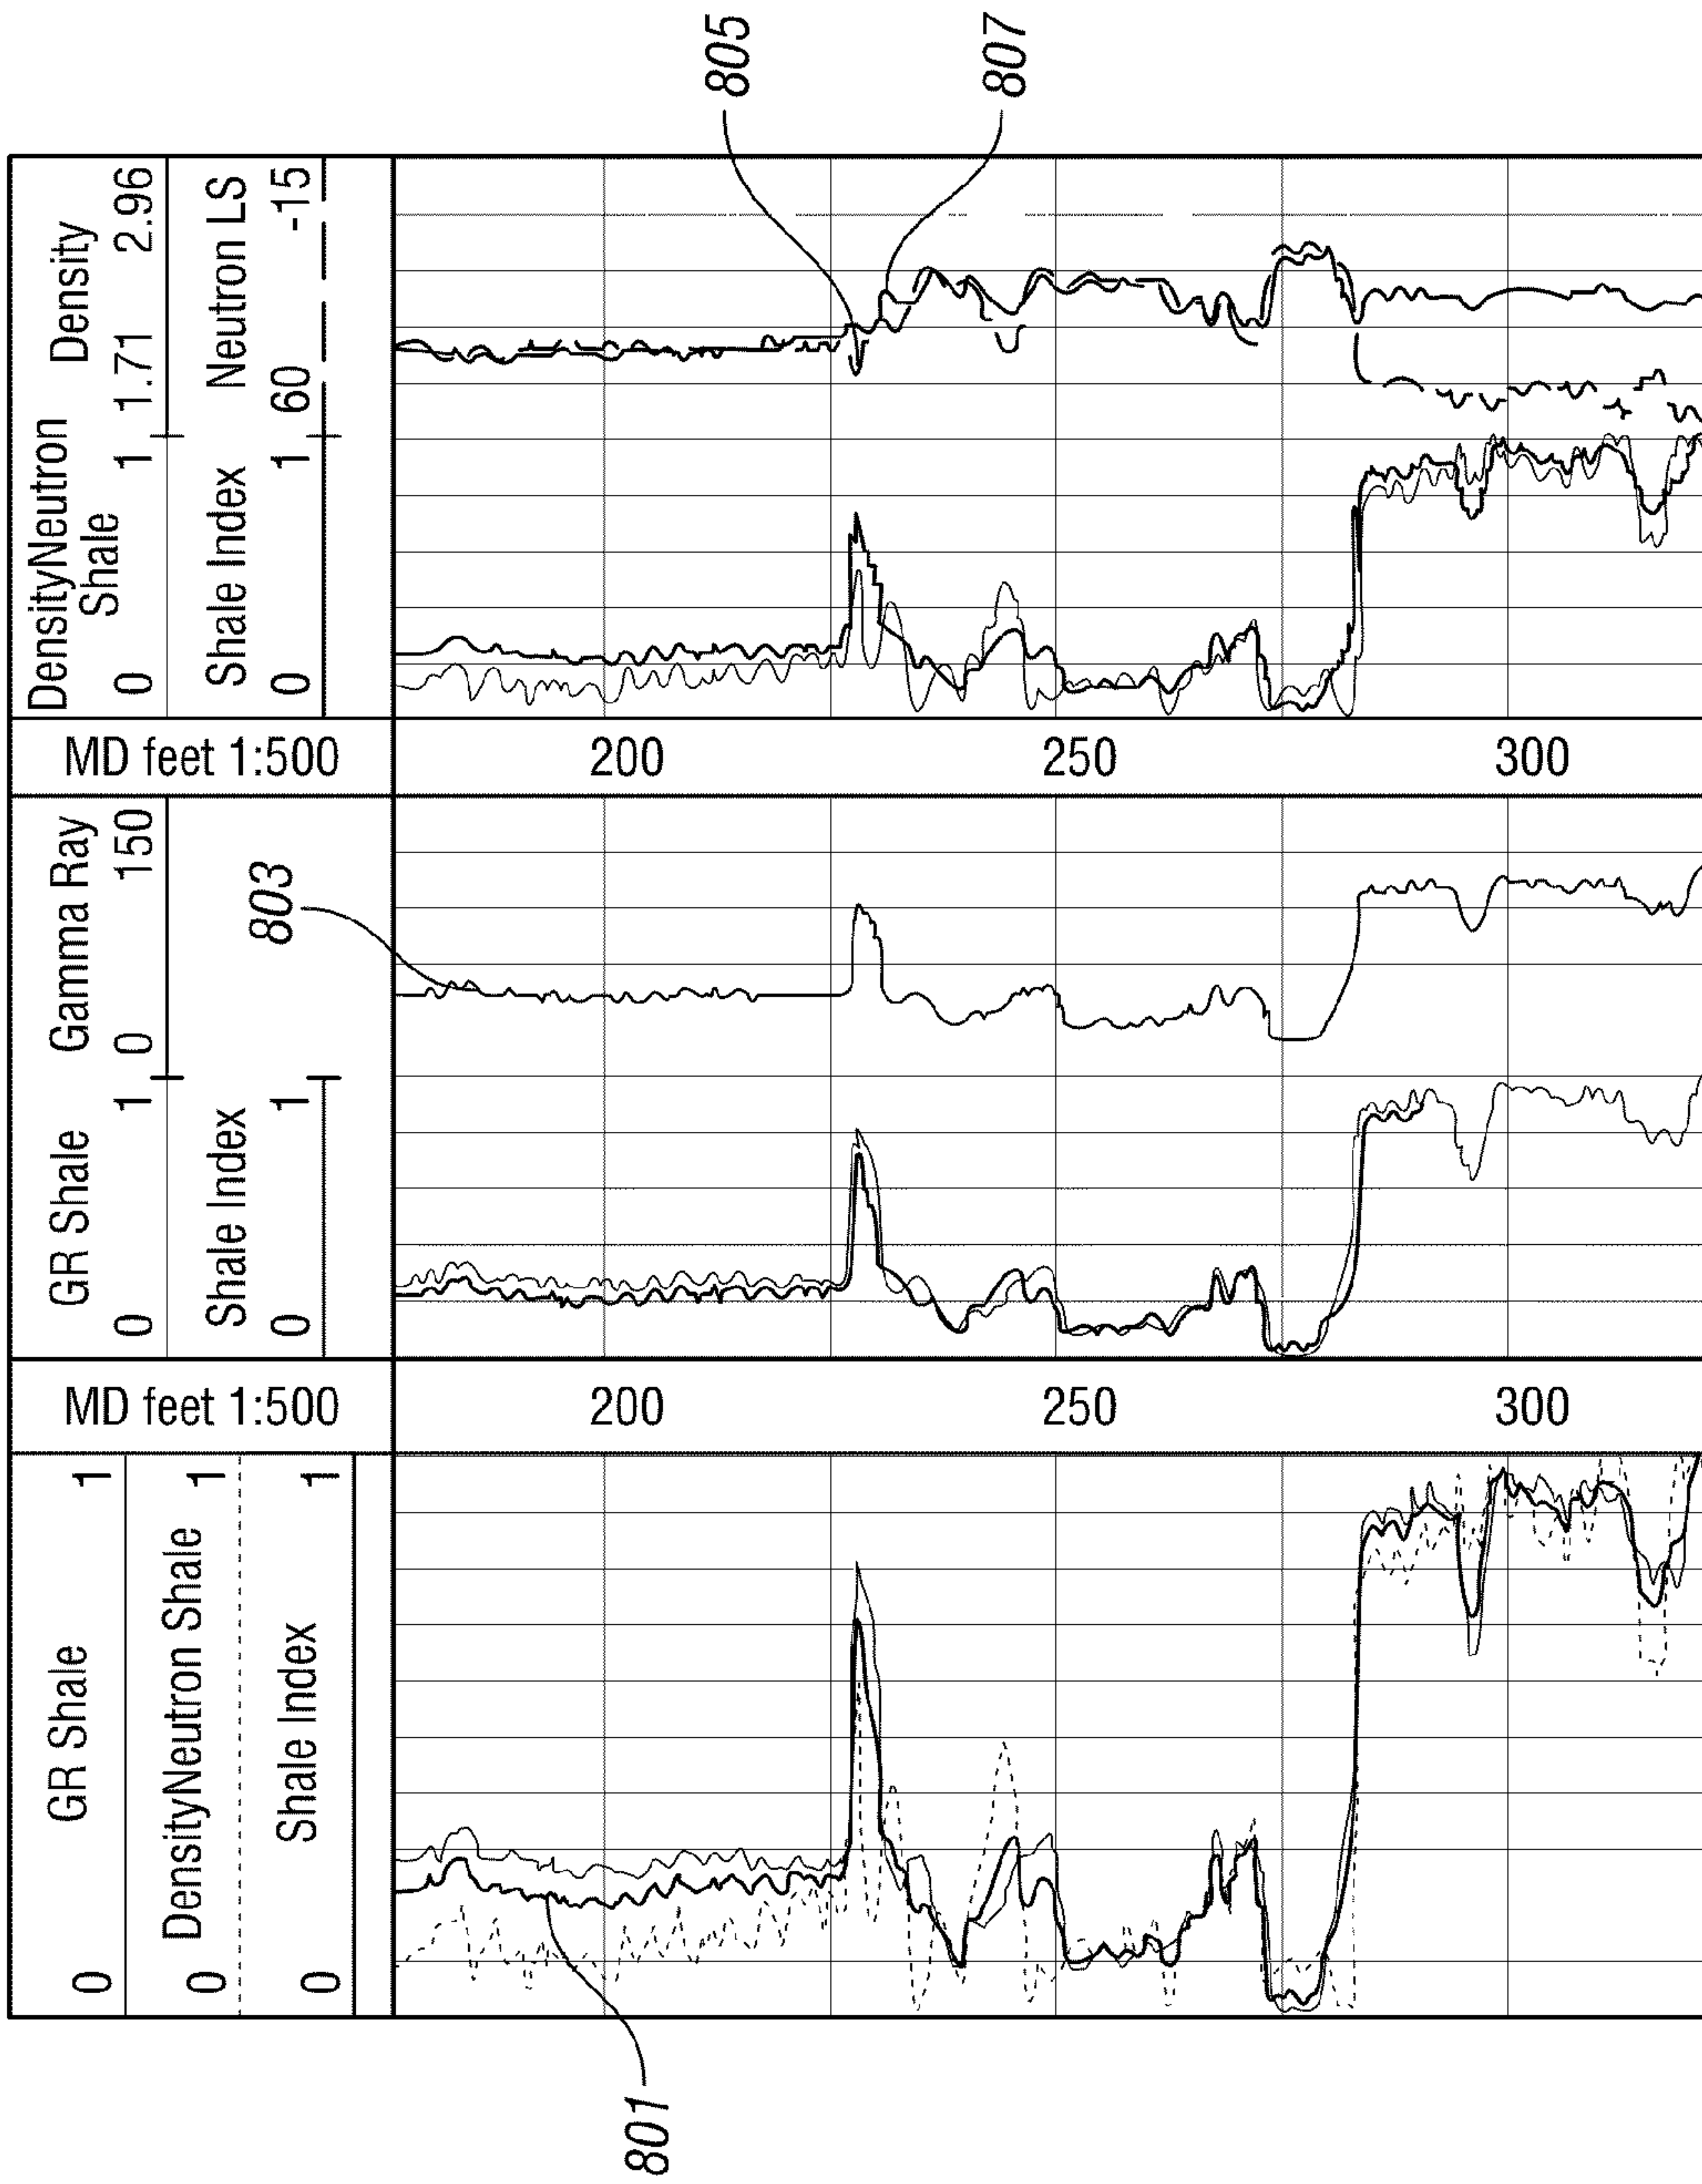 GR Shale
0 1
DensityNeutron Shale
0 1
Shale Index
0 1
MD feet 1:500
GR Shale
0 1
Gamma Ray
0 150
Shale Index
0 1
MD feet 1:500
DensityNeutron
Shale
0 1
Density
1.71 2.96
Shale Index
0 1
Neutron LS
60 -15
803
805
807
801
200
250
300
200
250
300